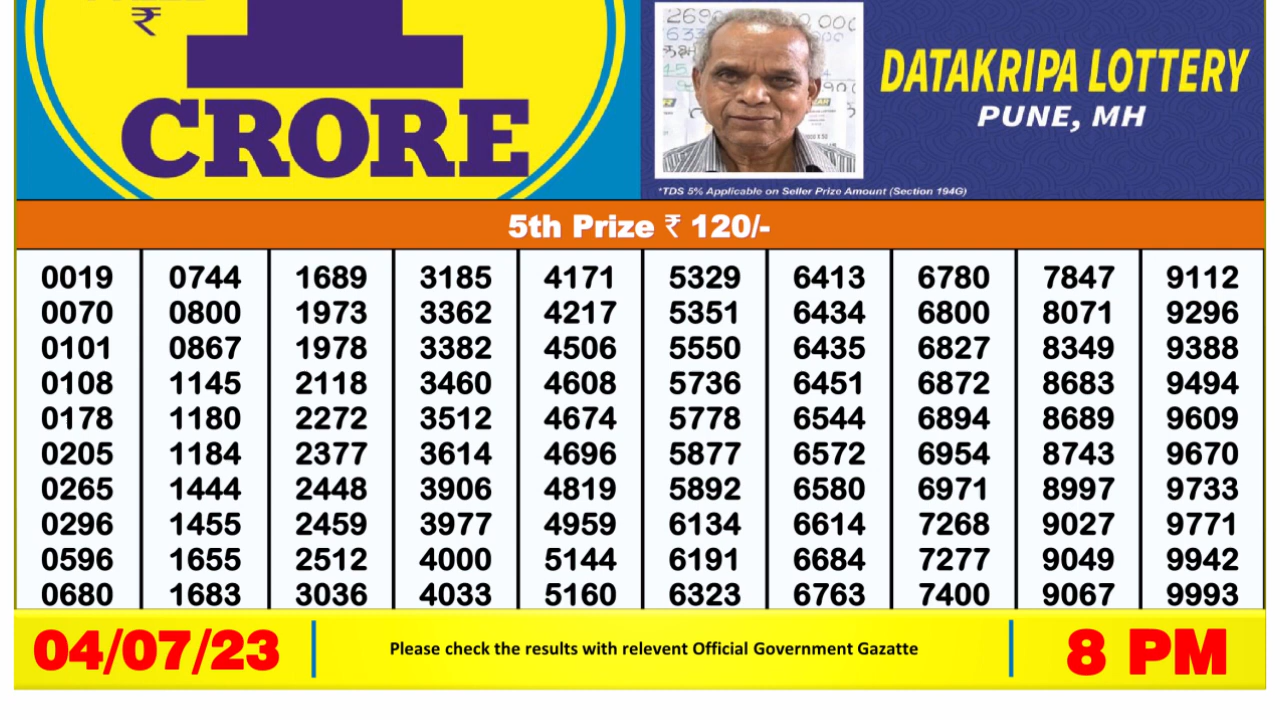 ₹
1
CRORE
DATAKRIPA LOTTERY
PUNE, MH
*TDS 5% Applicable on Seller Prize Amount (Section 194G)
5th Prize ₹ 120/-
0019 0744 1689 3185 4171 5329 6413 6780 7847 9112
0070 0800 1973 3362 4217 5351 6434 6800 8071 9296
0101 0867 1978 3382 4506 5550 6435 6827 8349 9388
0108 1145 2118 3460 4608 5736 6451 6872 8683 9494
0178 1180 2272 3512 4674 5778 6544 6894 8689 9609
0205 1184 2377 3614 4696 5877 6572 6954 8743 9670
0265 1444 2448 3906 4819 5892 6580 6971 8997 9733
0296 1455 2459 3977 4959 6134 6614 7268 9027 9771
0596 1655 2512 4000 5144 6191 6684 7277 9049 9942
0680 1683 3036 4033 5160 6323 6763 7400 9067 9993
04/07/23
Please check the results with relevent Official Government Gazatte
8 PM